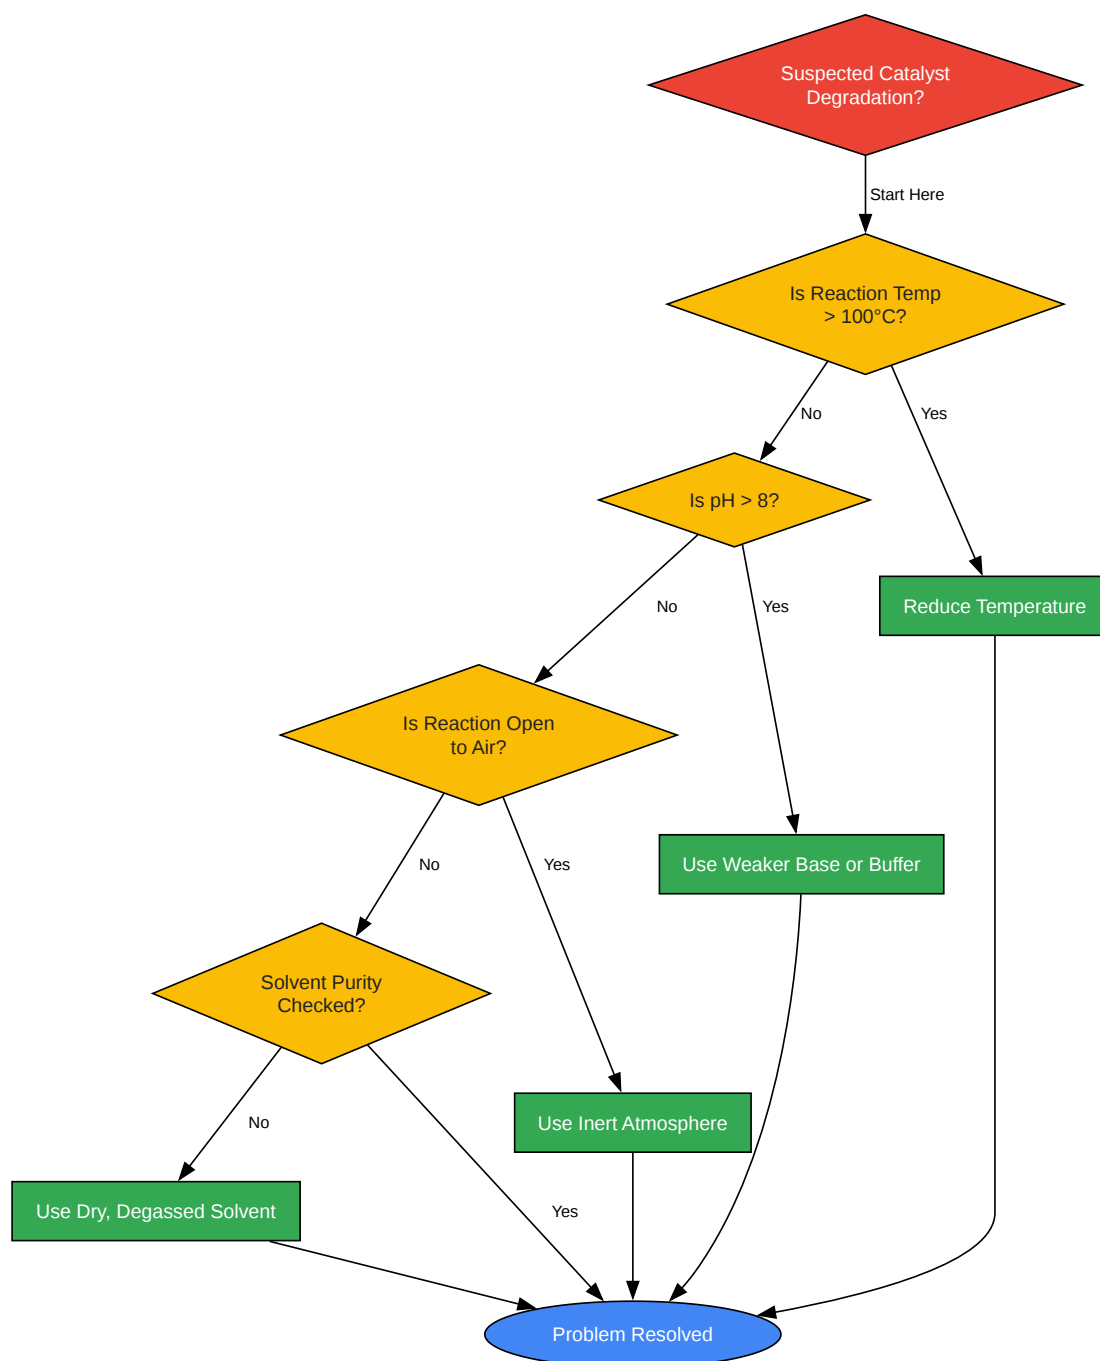 Suspected Catalyst
Degradation?
Start Here
Is Reaction Temp
> 100°C?
No
Yes
Is pH > 8?
No
Yes
Reduce Temperature
Is Reaction Open
to Air?
No
Yes
Use Weaker Base or Buffer
Solvent Purity
Checked?
No
Use Inert Atmosphere
Use Dry, Degassed Solvent
Yes
Problem Resolved